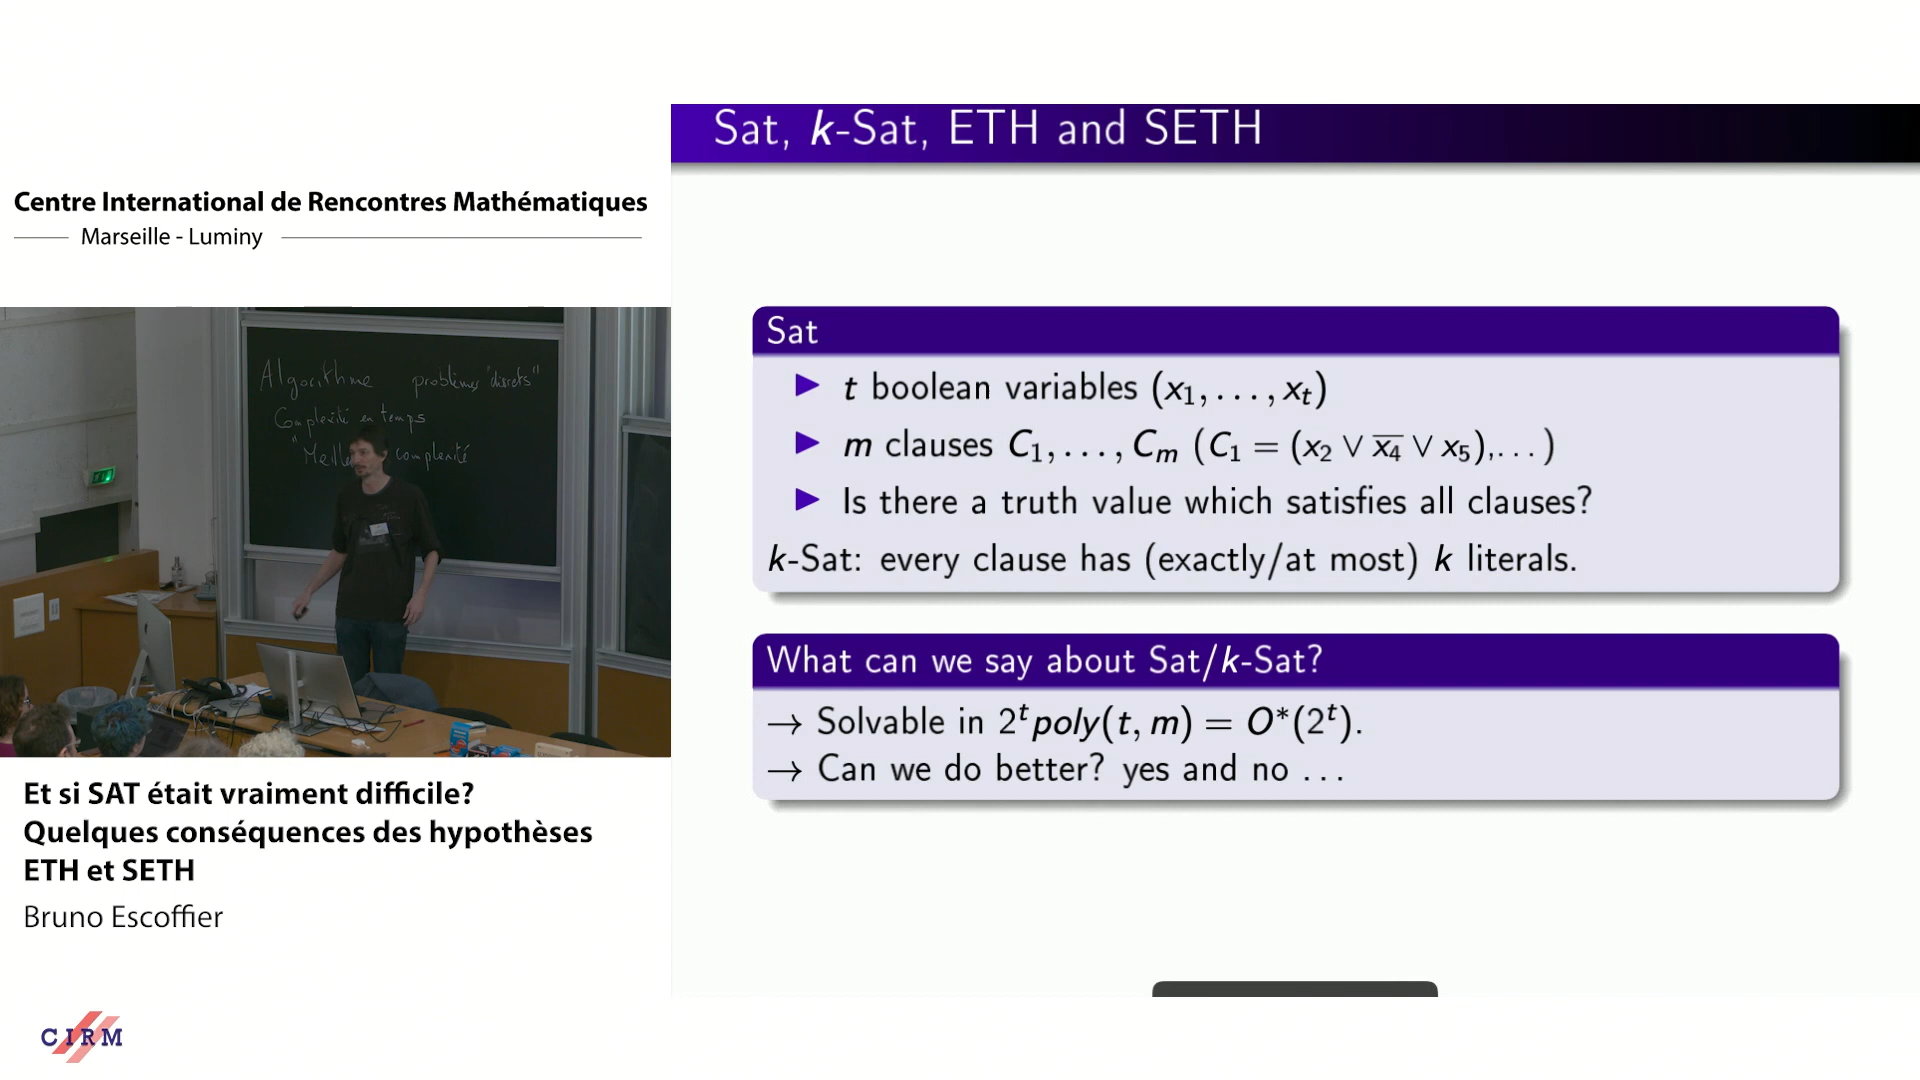 Centre International de Rencontres Mathématiques
Marseille - Luminy
Algorithme problèmes "discrets"
Complexité en temps
complexité
Et si SAT était vraiment difficile?
Quelques conséquences des hypothèses
ETH et SETH
Bruno Escoffier
CIRM
Sat, k-Sat, ETH and SETH
Sat
▶ t boolean variables (x₁, . . . , xₜ)
▶ m clauses C₁, . . . , Cₘ (C₁ = (x₂ ∨ x̅₄ ∨ x₅), . . . )
▶ Is there a truth value which satisfies all clauses?
k-Sat: every clause has (exactly/at most) k literals.
What can we say about Sat/k-Sat?
→ Solvable in 2ᵗpoly(t, m) = O*(2ᵗ).
→ Can we do better? yes and no . . .